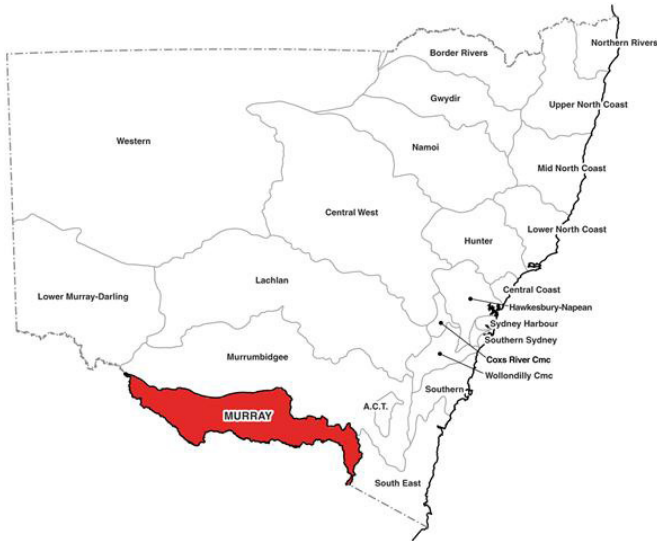 Northern Rivers
Border Rivers
Gwydir
Upper North Coast
Western
Namoi
Mid North Coast
Central West
Lower North Coast
Hunter
Lachlan
Central Coast
Lower Murray-Darling
Hawkesbury-Napean
Sydney Harbour
Southern Sydney
Murrumbidgee
Coxs River Cmc
Wollondilly Cmc
Southern
A.C.T.
MURRAY
South East